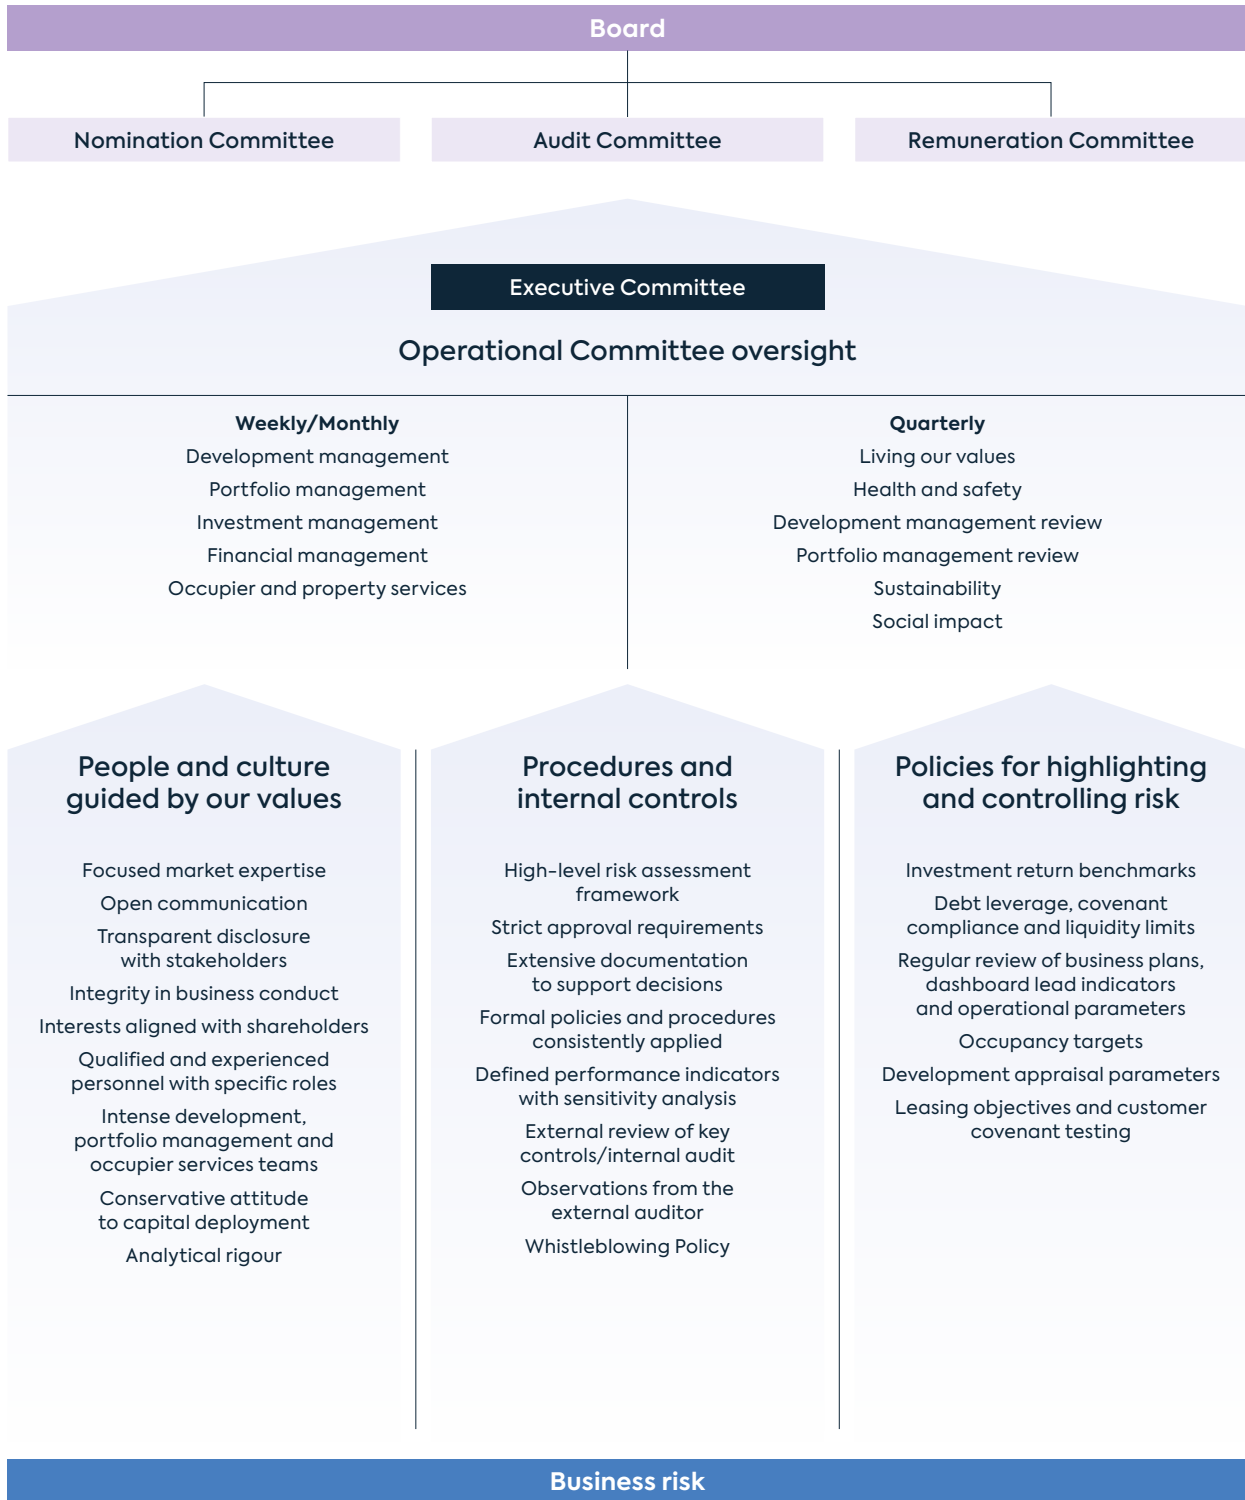 Board
Nomination Committee
Audit Committee
Remuneration Committee
Executive Committee
Operational Committee oversight
Weekly/Monthly
Development management
Portfolio management
Investment management
Financial management
Occupier and property services
Quarterly
Living our values
Health and safety
Development management review
Portfolio management review
Sustainability
Social impact
People and culture
guided by our values
Focused market expertise
Open communication
Transparent disclosure
with stakeholders
Integrity in business conduct
Interests aligned with shareholders
Qualified and experienced
personnel with specific roles
Intense development,
portfolio management and
occupier services teams
Conservative attitude
to capital deployment
Analytical rigour
Procedures and
internal controls
High-level risk assessment
framework
Strict approval requirements
Extensive documentation
to support decisions
Formal policies and procedures
consistently applied
Defined performance indicators
with sensitivity analysis
External review of key
controls/internal audit
Observations from the
external auditor
Whistleblowing Policy
Policies for highlighting
and controlling risk
Investment return benchmarks
Debt leverage, covenant
compliance and liquidity limits
Regular review of business plans,
dashboard lead indicators
and operational parameters
Occupancy targets
Development appraisal parameters
Leasing objectives and customer
covenant testing
Business risk